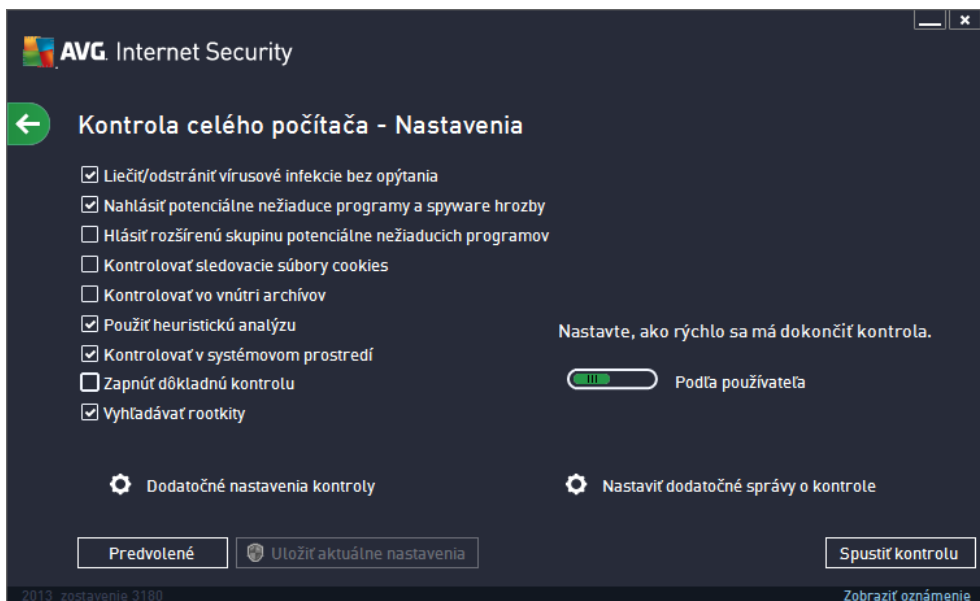 AVG. Internet Security
Kontrola celého počítača - Nastavenia
Liečiť/odstrániť vírusové infekcie bez opýtania
Nahlásiť potenciálne nežiaduce programy a spyware hrozby
Hlásiť rozšírenú skupinu potenciálne nežiaducich programov
Kontrolovať sledovacie súbory cookies
Kontrolovať vo vnútri archívov
Použiť heuristickú analýzu
Kontrolovať v systémovom prostredí
Zapnúť dôkladnú kontrolu
Vyhľadávať rootkity
Nastavte, ako rýchlo sa má dokončiť kontrola.
Podľa používateľa
Dodatočné nastavenia kontroly
Nastaviť dodatočné správy o kontrole
Predvolené
Uložiť aktuálne nastavenia
Spustiť kontrolu
2013 zostavenie 3180
Zobraziť oznámenie